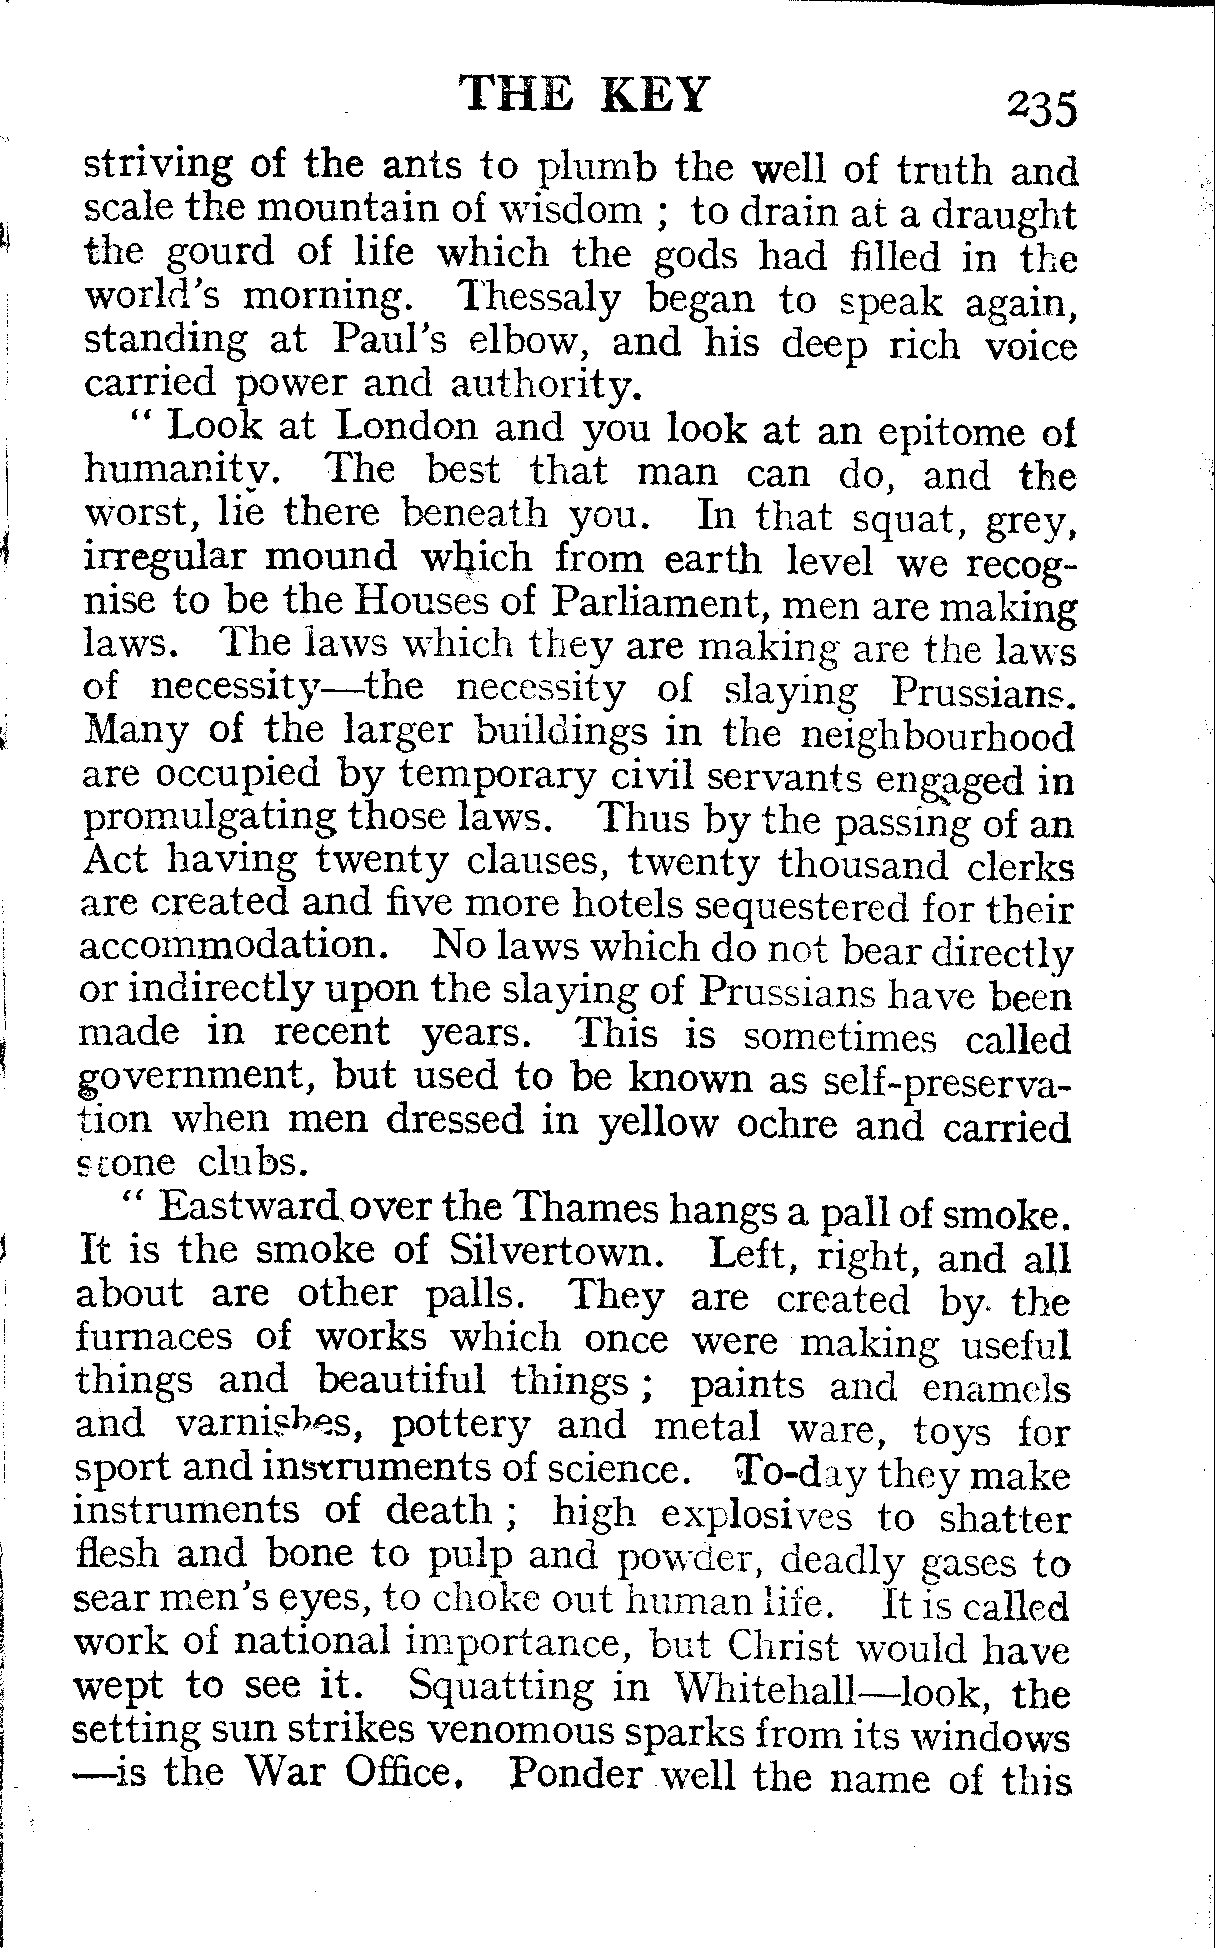 THE KEY 235
striving of the ants to plumb the well of truth and
scale the mountain of wisdom ; to drain at a draught
the gourd of life which the gods had filled in the
world's morning. Thessaly began to speak again,
standing at Paul's elbow, and his deep rich voice
carried power and authority.
" Look at London and you look at an epitome of
humanity. The best that man can do, and the
worst, lie there beneath you. In that squat, grey,
irregular mound which from earth level we recog-
nise to be the Houses of Parliament, men are making
laws. The laws which they are making are the laws
of necessity—the necessity of slaying Prussians.
Many of the larger buildings in the neighbourhood
are occupied by temporary civil servants engaged in
promulgating those laws. Thus by the passing of an
Act having twenty clauses, twenty thousand clerks
are created and five more hotels sequestered for their
accommodation. No laws which do not bear directly
or indirectly upon the slaying of Prussians have been
made in recent years. This is sometimes called
government, but used to be known as self-preserva-
tion when men dressed in yellow ochre and carried
stone clubs.
" Eastward over the Thames hangs a pall of smoke.
It is the smoke of Silvertown. Left, right, and all
about are other palls. They are created by the
furnaces of works which once were making useful
things and beautiful things ; paints and enamels
and varnishes, pottery and metal ware, toys for
sport and instruments of science. To-day they make
instruments of death ; high explosives to shatter
flesh and bone to pulp and powder, deadly gases to
sear men's eyes, to choke out human life. It is called
work of national importance, but Christ would have
wept to see it. Squatting in Whitehall—look, the
setting sun strikes venomous sparks from its windows
—is the War Office. Ponder well the name of this